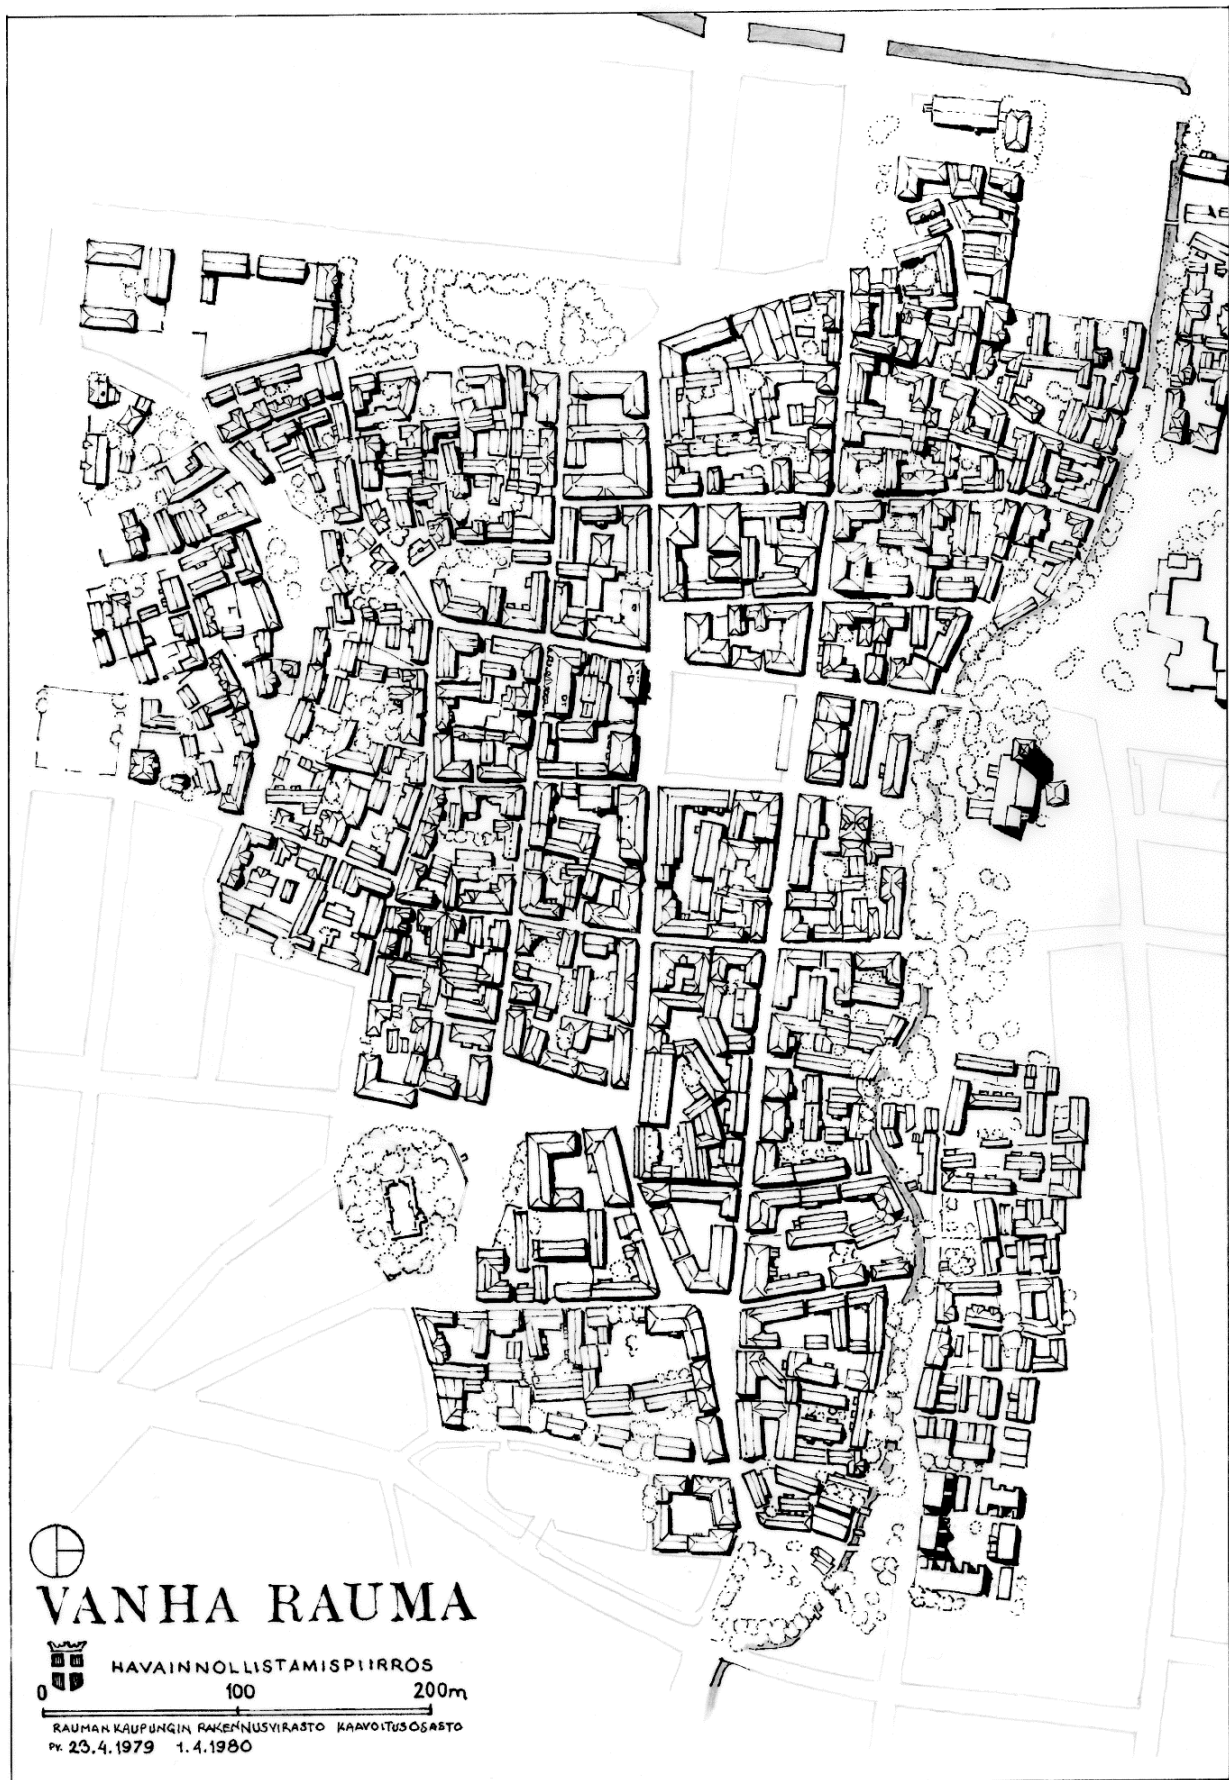 VANHA RAUMA
HAVAINNOLLISTAMISPIIRROS
0 100 200m
RAUMAN KAUPUNGIN RAKENNUSVIRASTO KAAVOITUSOSASTO
Pv. 23.4.1979 1.4.1980